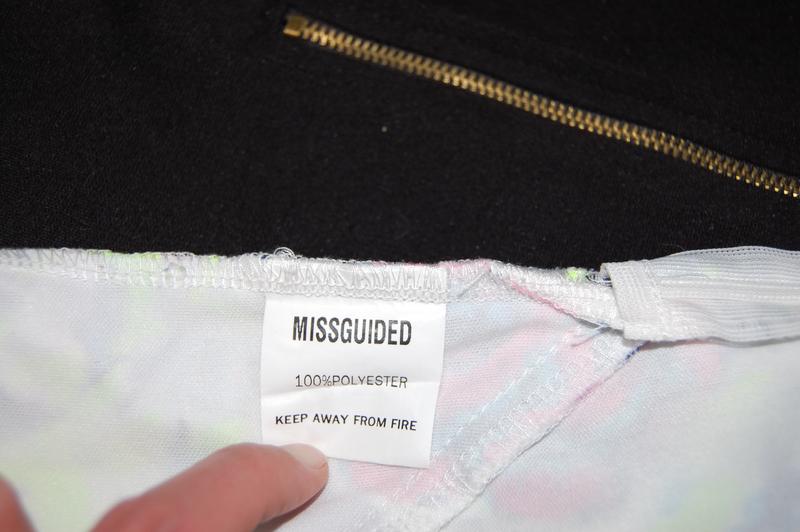 MISSGUIDED
100%POLYESTER
KEEP AWAY FROM FIRE